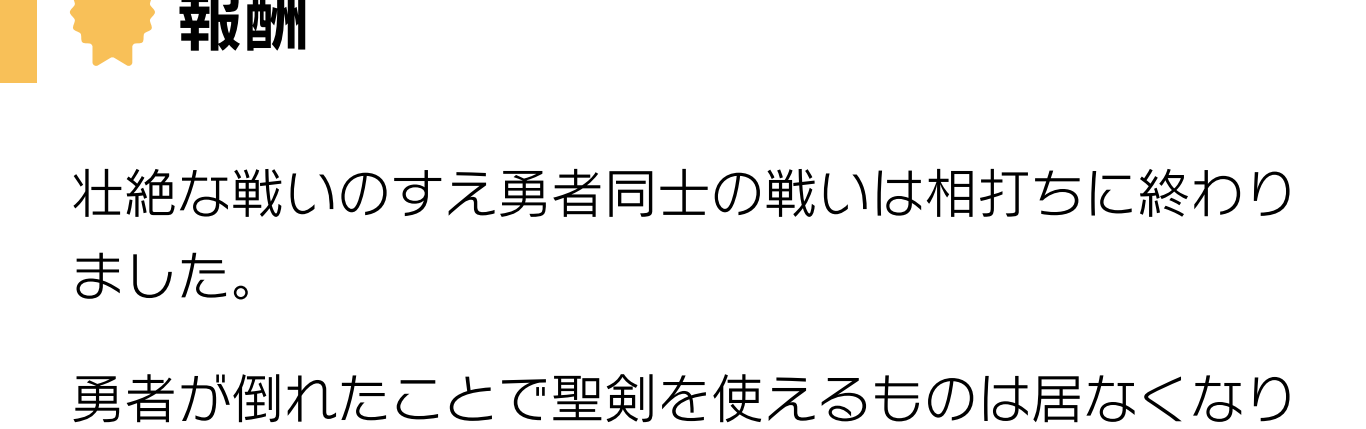 報酬
壮絶な戦いのすえ勇者同士の戦いは相打ちに終わり
ました。
勇者が倒れたことで聖剣を使えるものは居なくなり